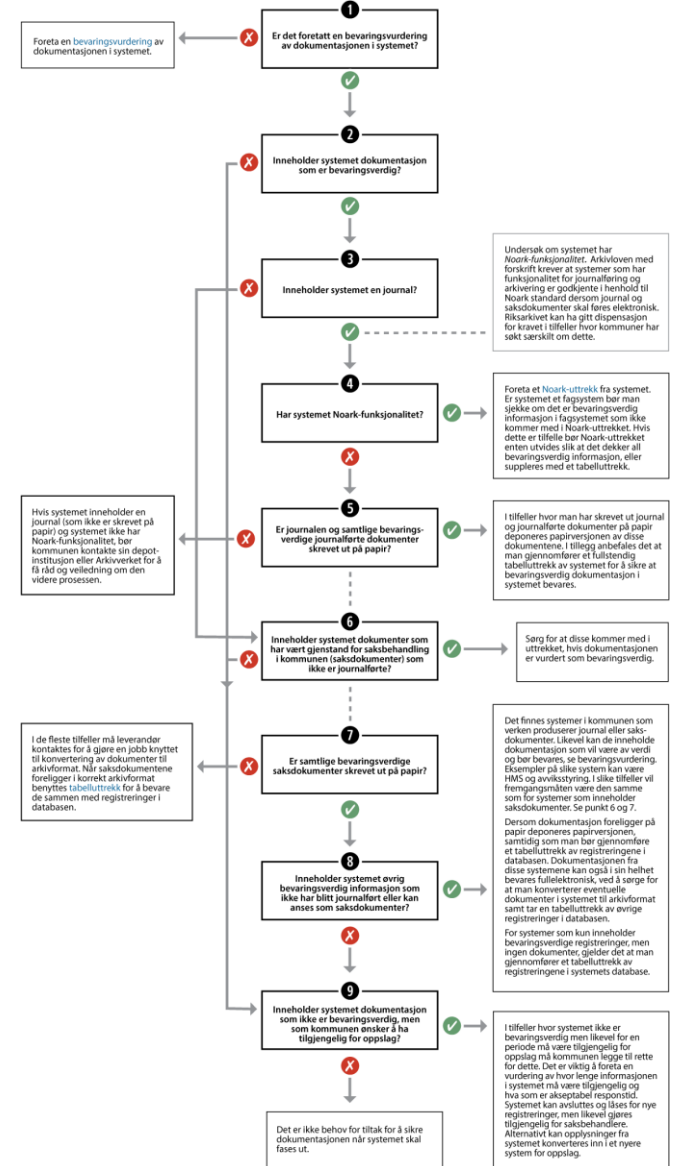 1
Er det foretatt en bevaringsvurdering
av dokumentasjonen i systemet?
Foreta en bevaringsvurdering av
dokumentasjonen i systemet.
2
Inneholder systemet dokumentasjon
som er bevaringsverdig?
3
Inneholder systemet en journal?
Undersøk om systemet har
Noark-funksjonalitet. Arkivloven med
forskrift krever at systemer som har
funksjonalitet for journalføring og
arkivering er godkjente i henhold til
Noark standard dersom journal og
saksdokumenter skal føres elektronisk.
Riksarkivet kan ha gitt dispensasjon
for kravet i tilfeller hvor kommuner har
søkt særskilt om dette.
4
Har systemet Noark-funksjonalitet?
Foreta et Noark-uttrekk fra systemet.
Er systemet et fagsystem bør man
sjekke om det er bevaringsverdig
informasjon i fagsystemet som ikke
kommer med i Noark-uttrekket. Hvis
dette er tilfelle bør Noark-uttrekket
enten utvides slik at det dekker all
bevaringsverdig informasjon, eller
suppleres med et tabelluttrekk.
5
Er journalen og samtlige bevarings-
verdige journalførte dokumenter
skrevet ut på papir?
Hvis systemet inneholder en
journal (som ikke er skrevet på
papir) og systemet ikke har
Noark-funksjonalitet, bør
kommunen kontakte sin depot-
institusjon eller Arkivverket for å
få råd og veiledning om den
videre prosessen.
I tilfeller hvor man har skrevet ut journal
og journalførte dokumenter på papir
deponeres papirversjonen av disse
dokumentene. I tillegg anbefales det at
man gjennomfører et fullstendig
tabelluttrekk av systemet for å sikre at
bevaringsverdig dokumentasjon i
systemet bevares.
6
Inneholder systemet dokumenter som
har vært gjenstand for saksbehandling
i kommunen (saksdokumenter) som
ikke er journalførte?
Sørg for at disse kommer med i
uttrekket, hvis dokumentasjonen
er vurdert som bevaringsverdig.
7
Er samtlige bevaringsverdige
saksdokumenter skrevet ut på papir?
I de fleste tilfeller må leverandør
kontaktes for å gjøre en jobb knyttet
til konvertering av dokumenter til
arkivformat. Når saksdokumentene
foreligger i korrekt arkivformat
benyttes tabelluttrekk for å bevare
de sammen med registreringer i
databasen.
Det finnes systemer i kommunen som
verken produserer journal eller saks-
dokumenter. Likevel kan de inneholde
dokumentasjon som vil være av verdi
og bør bevares, se bevaringsvurdering.
Eksempler på slike system kan være
HMS og avviksstyring. I slike tilfeller vil
fremgangsmåten være den samme
som for systemer som inneholder
saksdokumenter. Se punkt 6 og 7.
Dersom dokumentasjon foreligger på
papir deponeres papirversjonen,
samtidig som man bør gjennomføre
et tabelluttrekk av registreringene i
databasen. Dokumentasjonen fra
disse systemene kan også i sin helhet
bevares fullelektronisk, ved å sørge for
at man konverterer eventuelle
dokumenter i systemet til arkivformat
samt tar en tabelluttrekk av øvrige
registreringer i databasen.
For systemer som kun inneholder
bevaringsverdige registreringer, men
ingen dokumenter, gjelder det at man
gjennomfører et tabelluttrekk av
registreringene i systemets database.
8
Inneholder systemet øvrig
bevaringsverdig informasjon som
ikke har blitt journalført eller kan
anses som saksdokumenter?
9
Inneholder systemet dokumentasjon
som ikke er bevaringsverdig, men
som kommunen ønsker å ha
tilgjengelig for oppslag?
I tilfeller hvor systemet ikke er
bevaringsverdig men likevel for en
periode må være tilgjengelig for
oppslag må kommunen legge til rette
for dette. Det er viktig å foreta en
vurdering av hvor lenge informasjonen
i systemet må være tilgjengelig og
hva som er akseptabel responstid.
Systemet kan avsluttes og låses for nye
registreringer, men likevel gjøres
tilgjengelig for saksbehandlere.
Alternativt kan opplysninger fra
systemet konverteres inn i et nyere
system for oppslag.
Det er ikke behov for tiltak for å sikre
dokumentasjonen når systemet skal
fases ut.